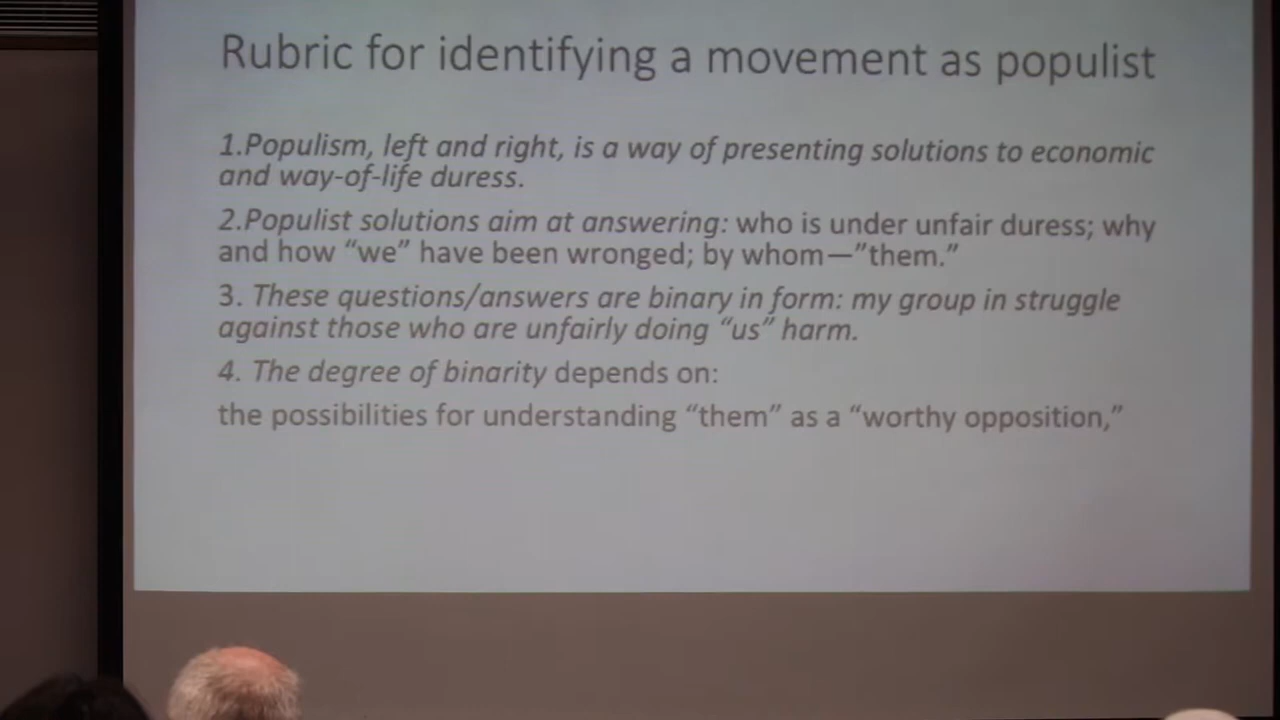 Rubric for identifying a movement as populist
1.Populism, left and right, is a way of presenting solutions to economic
and way-of-life duress.
2.Populist solutions aim at answering: who is under unfair duress; why
and how “we” have been wronged; by whom—”them.”
3. These questions/answers are binary in form: my group in struggle
against those who are unfairly doing “us” harm.
4. The degree of binarity depends on:
the possibilities for understanding “them” as a “worthy opposition,”